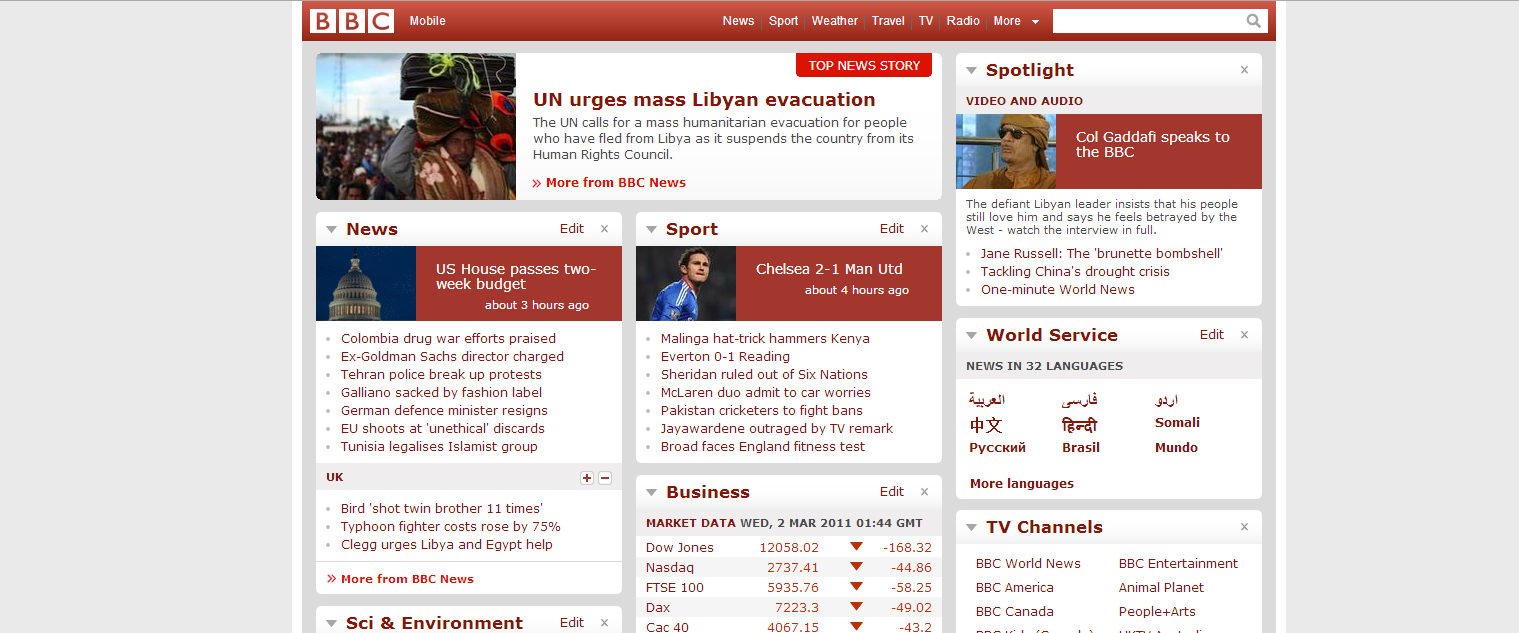 BBC Mobile News Sport Weather Travel TV Radio More
TOP NEWS STORY
UN urges mass Libyan evacuation
The UN calls for a mass humanitarian evacuation for people
who have fled from Libya as it suspends the country from its
Human Rights Council.
» More from BBC News
News Edit x
US House passes two-
week budget
about 3 hours ago
Colombia drug war efforts praised
Ex-Goldman Sachs director charged
Tehran police break up protests
Galliano sacked by fashion label
German defence minister resigns
EU shoots at 'unethical' discards
Tunisia legalises Islamist group
UK
Bird 'shot twin brother 11 times'
Typhoon fighter costs rose by 75%
Clegg urges Libya and Egypt help
» More from BBC News
Sci & Environment Edit x
Sport Edit x
Chelsea 2-1 Man Utd
about 4 hours ago
Malinga hat-trick hammers Kenya
Everton 0-1 Reading
Sheridan ruled out of Six Nations
McLaren duo admit to car worries
Pakistan cricketers to fight bans
Jayawardene outraged by TV remark
Broad faces England fitness test
Business Edit x
MARKET DATA WED, 2 MAR 2011 01:44 GMT
Dow Jones 12058.02 -168.32
Nasdaq 2737.41 -44.86
FTSE 100 5935.76 -58.25
Dax 7223.3 -49.02
Cac 40 4067.15 -43.2
Spotlight x
VIDEO AND AUDIO
Col Gaddafi speaks to
the BBC
The defiant Libyan leader insists that his people
still love him and says he feels betrayed by the
West - watch the interview in full.
Jane Russell: The 'brunette bombshell'
Tackling China's drought crisis
One-minute World News
World Service Edit x
NEWS IN 32 LANGUAGES
العربية فارسی اردو
中文 हिन्दी Somali
Русский Brasil Mundo
More languages
TV Channels x
BBC World News BBC Entertainment
BBC America Animal Planet
BBC Canada People+Arts